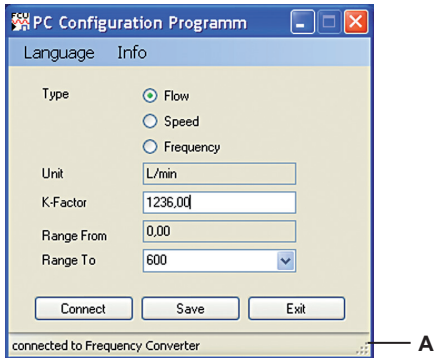 FCU
PC Configuration Programm
Language Info
Type Flow
Speed
Frequency
Unit L/min
K-Factor 1236,00
Range From 0,00
Range To 600
Connect Save Exit
connected to Frequency Converter
A